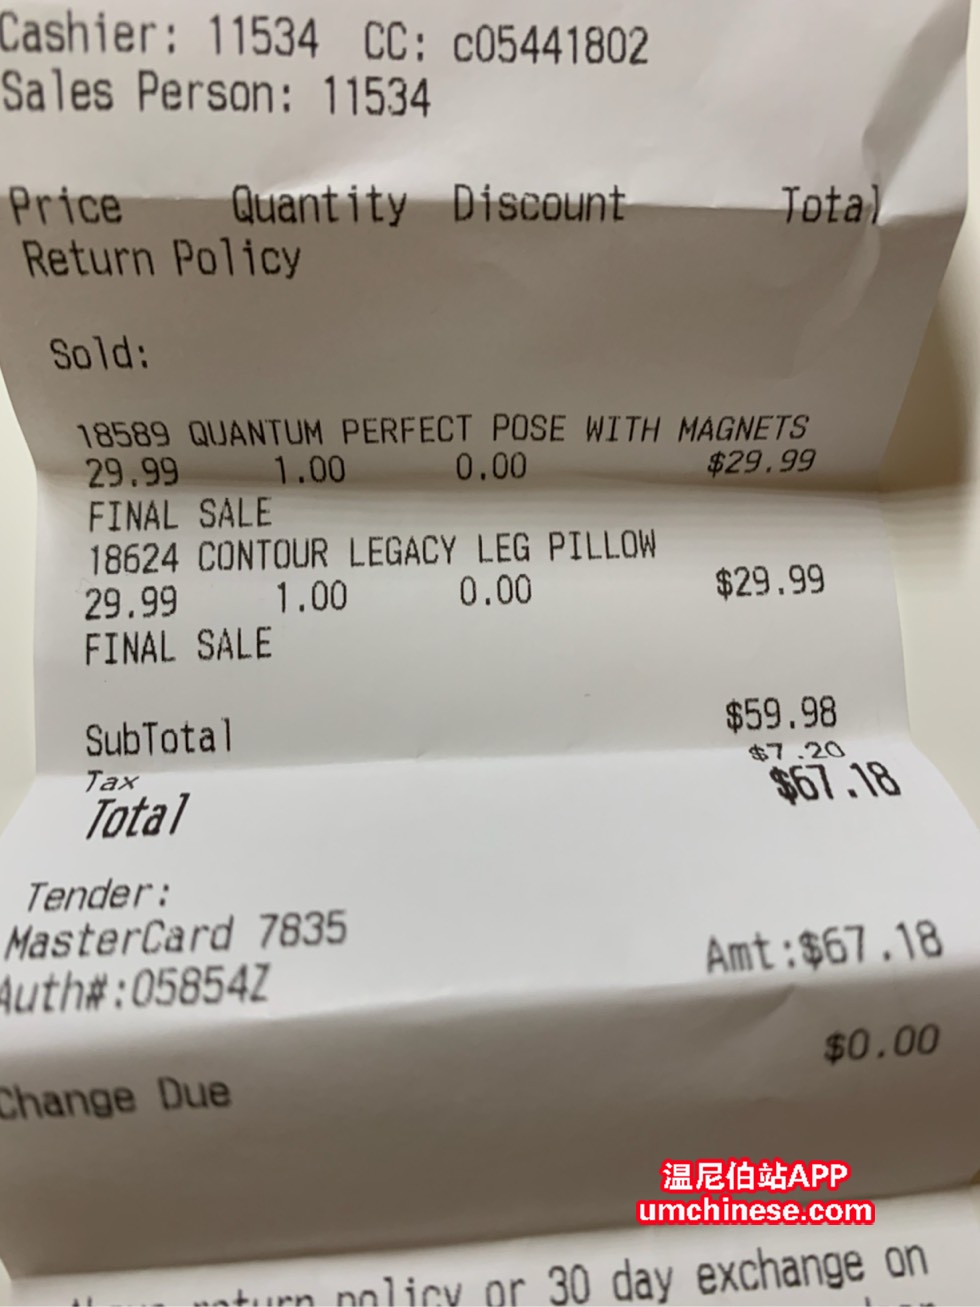 Cashier: 11534 CC: c05441802
Sales Person: 11534
Price Quantity Discount Total
Return Policy
Sold:
18589 QUANTUM PERFECT POSE WITH MAGNETS
29.99 1.00 0.00 $29.99
FINAL SALE
18624 CONTOUR LEGACY LEG PILLOW
29.99 1.00 0.00 $29.99
FINAL SALE
SubTotal $59.98
Tax $7.20
Total $67.18
Tender:
MasterCard 7835 Amt:$67.18
Auth#:05854Z
Change Due $0.00
温尼伯站APP
umchinese.com
return policy or 30 day exchange on